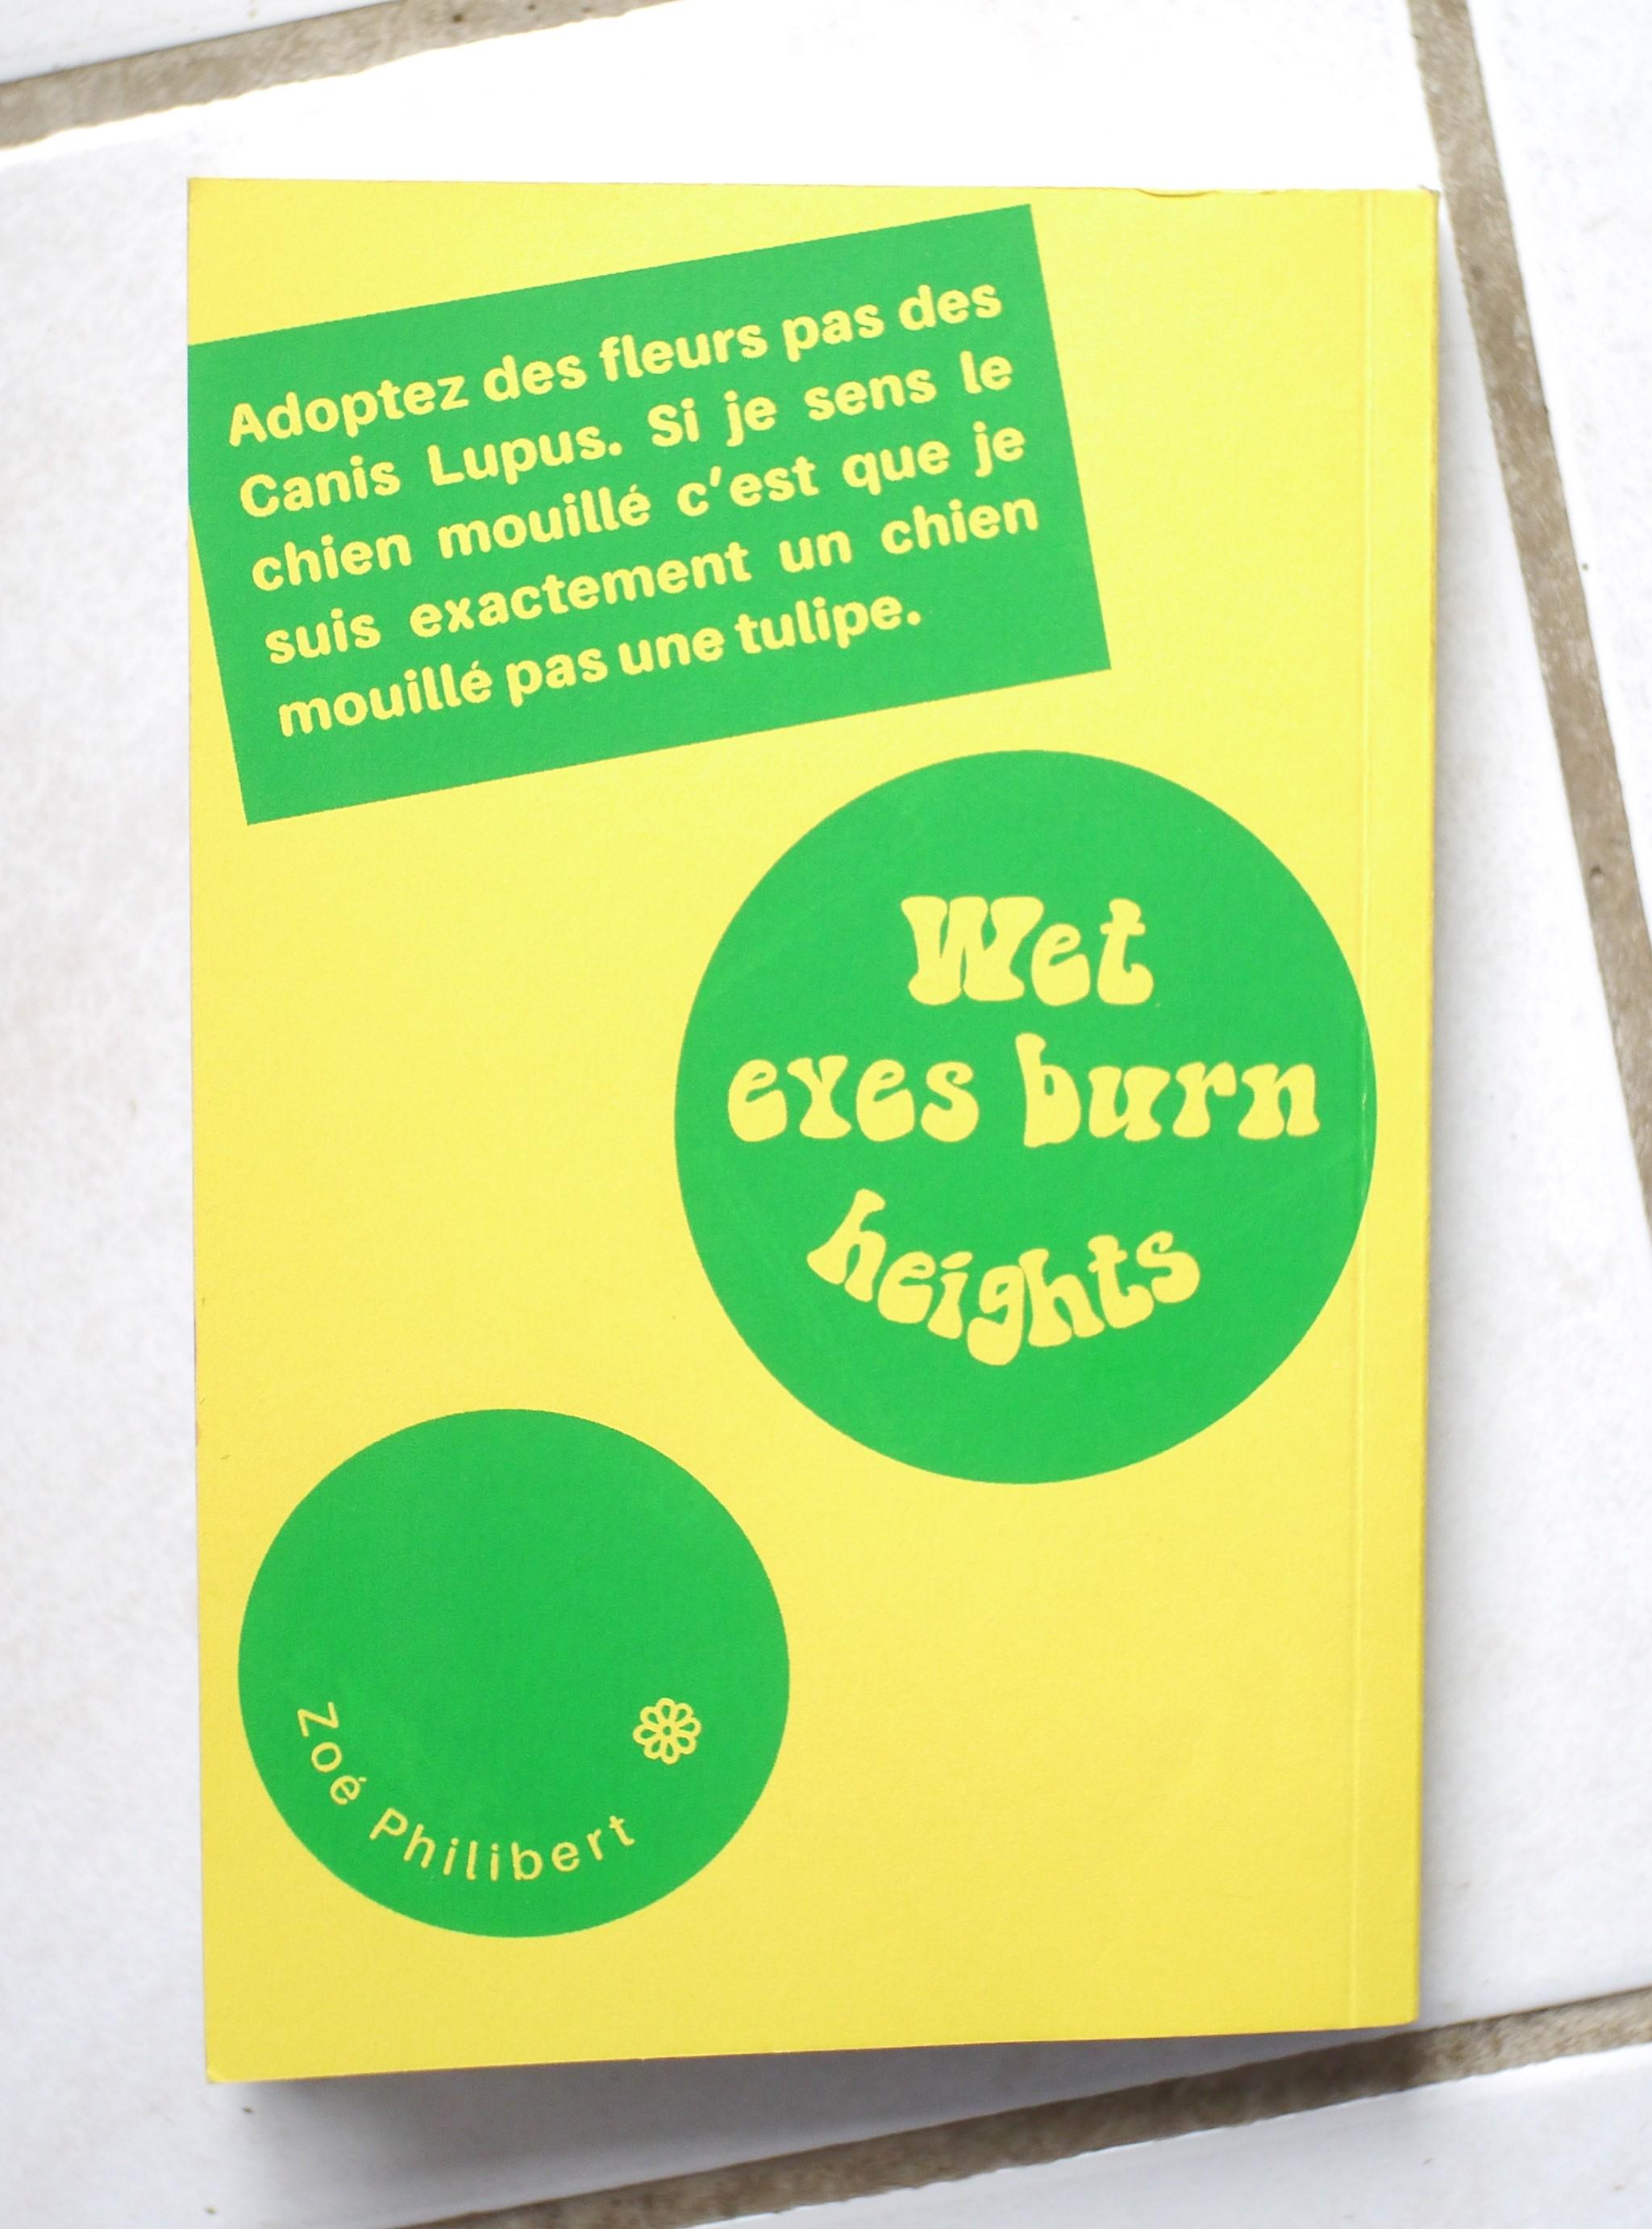 Adoptez des fleurs pas des
Canis Lupus. Si je sens le
chien mouillé c'est que je
suis exactement un chien
mouillé pas une tulipe.
Wet
eyes burn
heights
Zoé Philibert